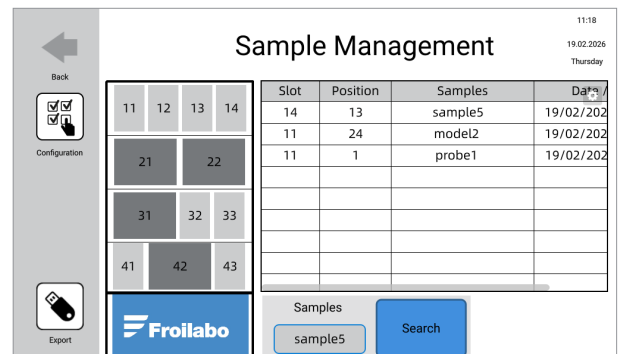 11:18
Sample Management
19.02.2026
Thursday
Back
Configuration
Export
11 12 13 14
21 22
31 32 33
41 42 43
Froilabo
Slot Position Samples Date /
14 13 sample5 19/02/202
11 24 model2 19/02/202
11 1 probe1 19/02/202
Samples
sample5
Search